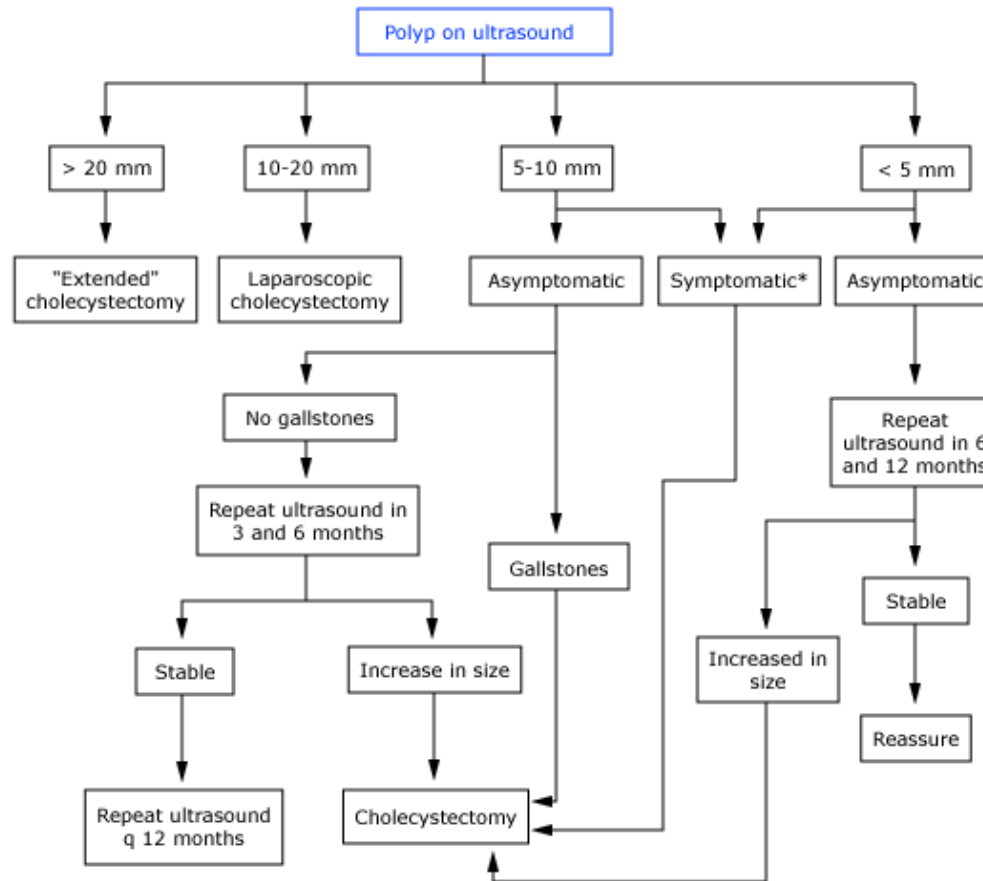 Polyp on ultrasound
> 20 mm
10-20 mm
5-10 mm
< 5 mm
"Extended"
cholecystectomy
Laparoscopic
cholecystectomy
Asymptomatic
Symptomatic*
Asymptomatic
No gallstones
Repeat
ultrasound in 6
and 12 months
Repeat ultrasound in
3 and 6 months
Gallstones
Stable
Stable
Increase in size
Increased in
size
Reassure
Repeat ultrasound
q 12 months
Cholecystectomy